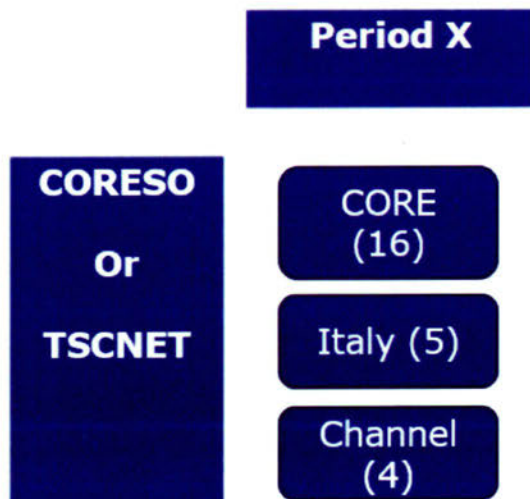 Period X
CORESO
Or
TSCNET
CORE
(16)
Italy (5)
Channel
(4)